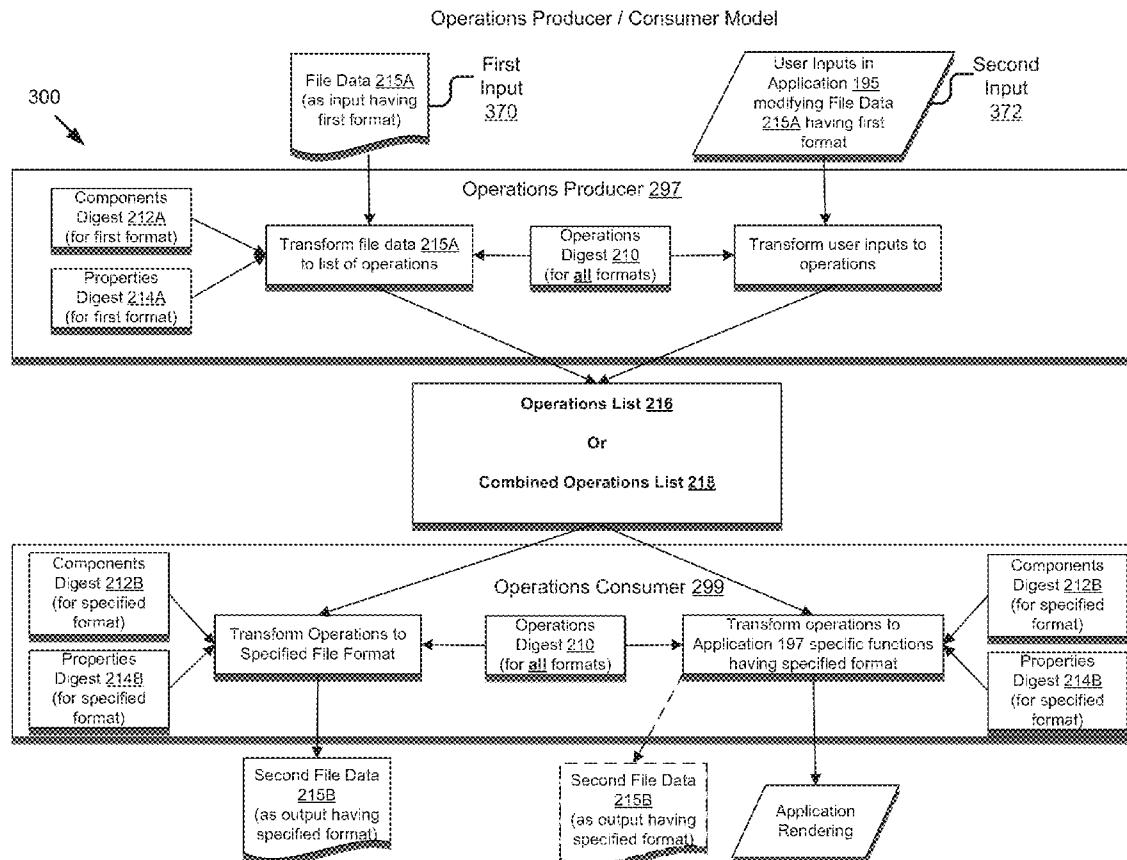 Operations Producer / Consumer Model
300
File Data 215A
(as input having
first format)
First
Input
370
User Inputs in
Application 195
modifying File Data
215A having first
format
Second
Input
372
Operations Producer 297
Components
Digest 212A
(for first format)
Properties
Digest 214A
(for first format)
Transform file data 215A
to list of operations
Operations
Digest 210
(for all formats)
Transform user inputs to
operations
Operations List 216
Or
Combined Operations List 218
Operations Consumer 299
Components
Digest 212B
(for specified
format)
Properties
Digest 214B
(for specified
format)
Transform Operations to
Specified File Format
Operations
Digest 210
(for all formats)
Transform operations to
Application 197 specific functions
having specified format
Components
Digest 212B
(for specified
format)
Properties
Digest 214B
(for specified
format)
Second File Data
215B
(as output having
specified format)
Second File Data
215B
(as output having
specified format)
Application
Rendering